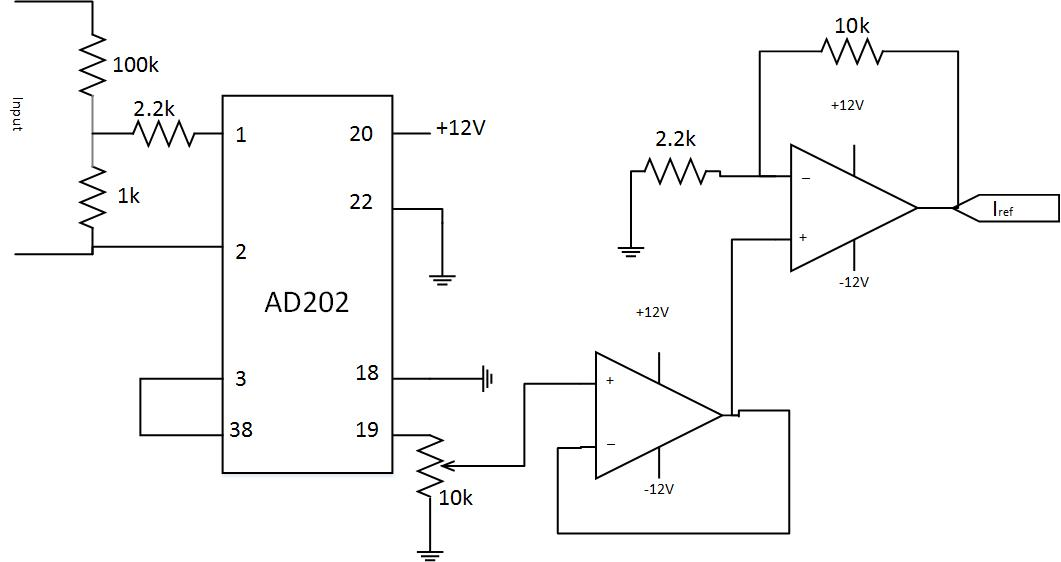 10k
100k
+12V
Input
2.2k
1
20
+12V
2.2k
–
1k
22
I ref
+
2
-12V
AD202
+12V
3
18
+
38
19
–
10k
-12V